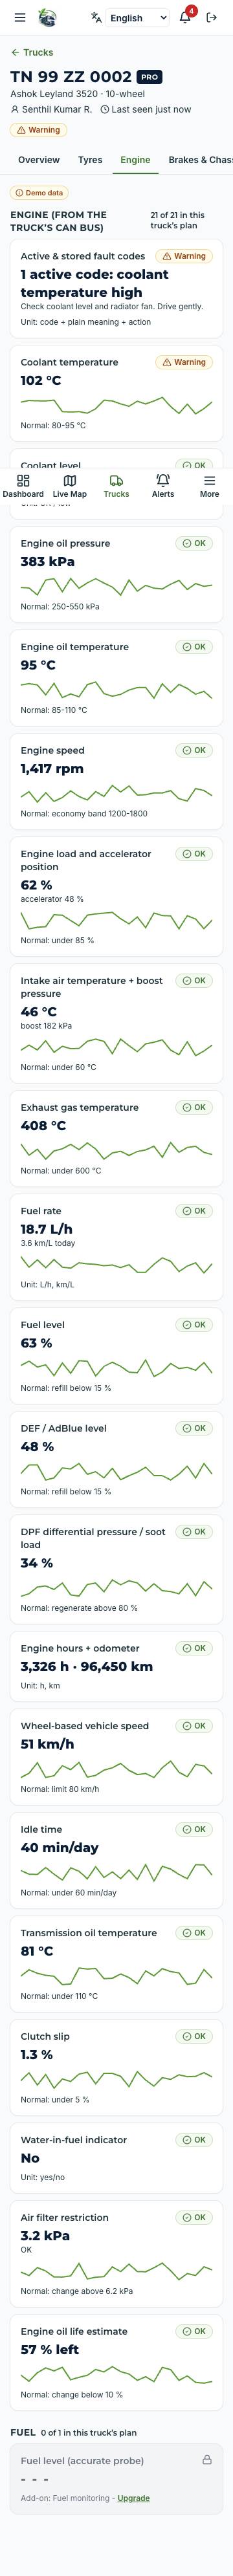 English
4
Trucks
TN 99 ZZ 0002 PRO
Ashok Leyland 3520 · 10-wheel
Senthil Kumar R. Last seen just now
Warning
Overview Tyres Engine Brakes & Chass
Demo data
ENGINE (FROM THE TRUCK'S CAN BUS)
21 of 21 in this truck's plan
Active & stored fault codes Warning
1 active code: coolant
temperature high
Check coolant level and radiator fan. Drive gently.
Unit: code + plain meaning + action
Coolant temperature Warning
102 °C
Normal: 80-95 °C
Coolant level OK
Dashboard Live Map Trucks Alerts More
Engine oil pressure OK
383 kPa
Normal: 250-550 kPa
Engine oil temperature OK
95 °C
Normal: 85-110 °C
Engine speed OK
1,417 rpm
Normal: economy band 1200-1800
Engine load and accelerator
position
OK
62 %
accelerator 48 %
Normal: under 85 %
Intake air temperature + boost
pressure
OK
46 °C
boost 182 kPa
Normal: under 60 °C
Exhaust gas temperature OK
408 °C
Normal: under 600 °C
Fuel rate OK
18.7 L/h
3.6 km/L today
Unit: L/h, km/L
Fuel level OK
63 %
Normal: refill below 15 %
DEF / AdBlue level OK
48 %
Normal: refill below 15 %
DPF differential pressure / soot
load
OK
34 %
Normal: regenerate above 80 %
Engine hours + odometer OK
3,326 h · 96,450 km
Unit: h, km
Wheel-based vehicle speed OK
51 km/h
Normal: limit 80 km/h
Idle time OK
40 min/day
Normal: under 60 min/day
Transmission oil temperature OK
81 °C
Normal: under 110 °C
Clutch slip OK
1.3 %
Normal: under 5 %
Water-in-fuel indicator OK
No
Unit: yes/no
Air filter restriction OK
3.2 kPa
OK
Normal: change above 6.2 kPa
Engine oil life estimate OK
57 % left
Normal: change below 10 %
FUEL 0 of 1 in this truck's plan
Fuel level (accurate probe)
- - -
Add-on: Fuel monitoring - Upgrade